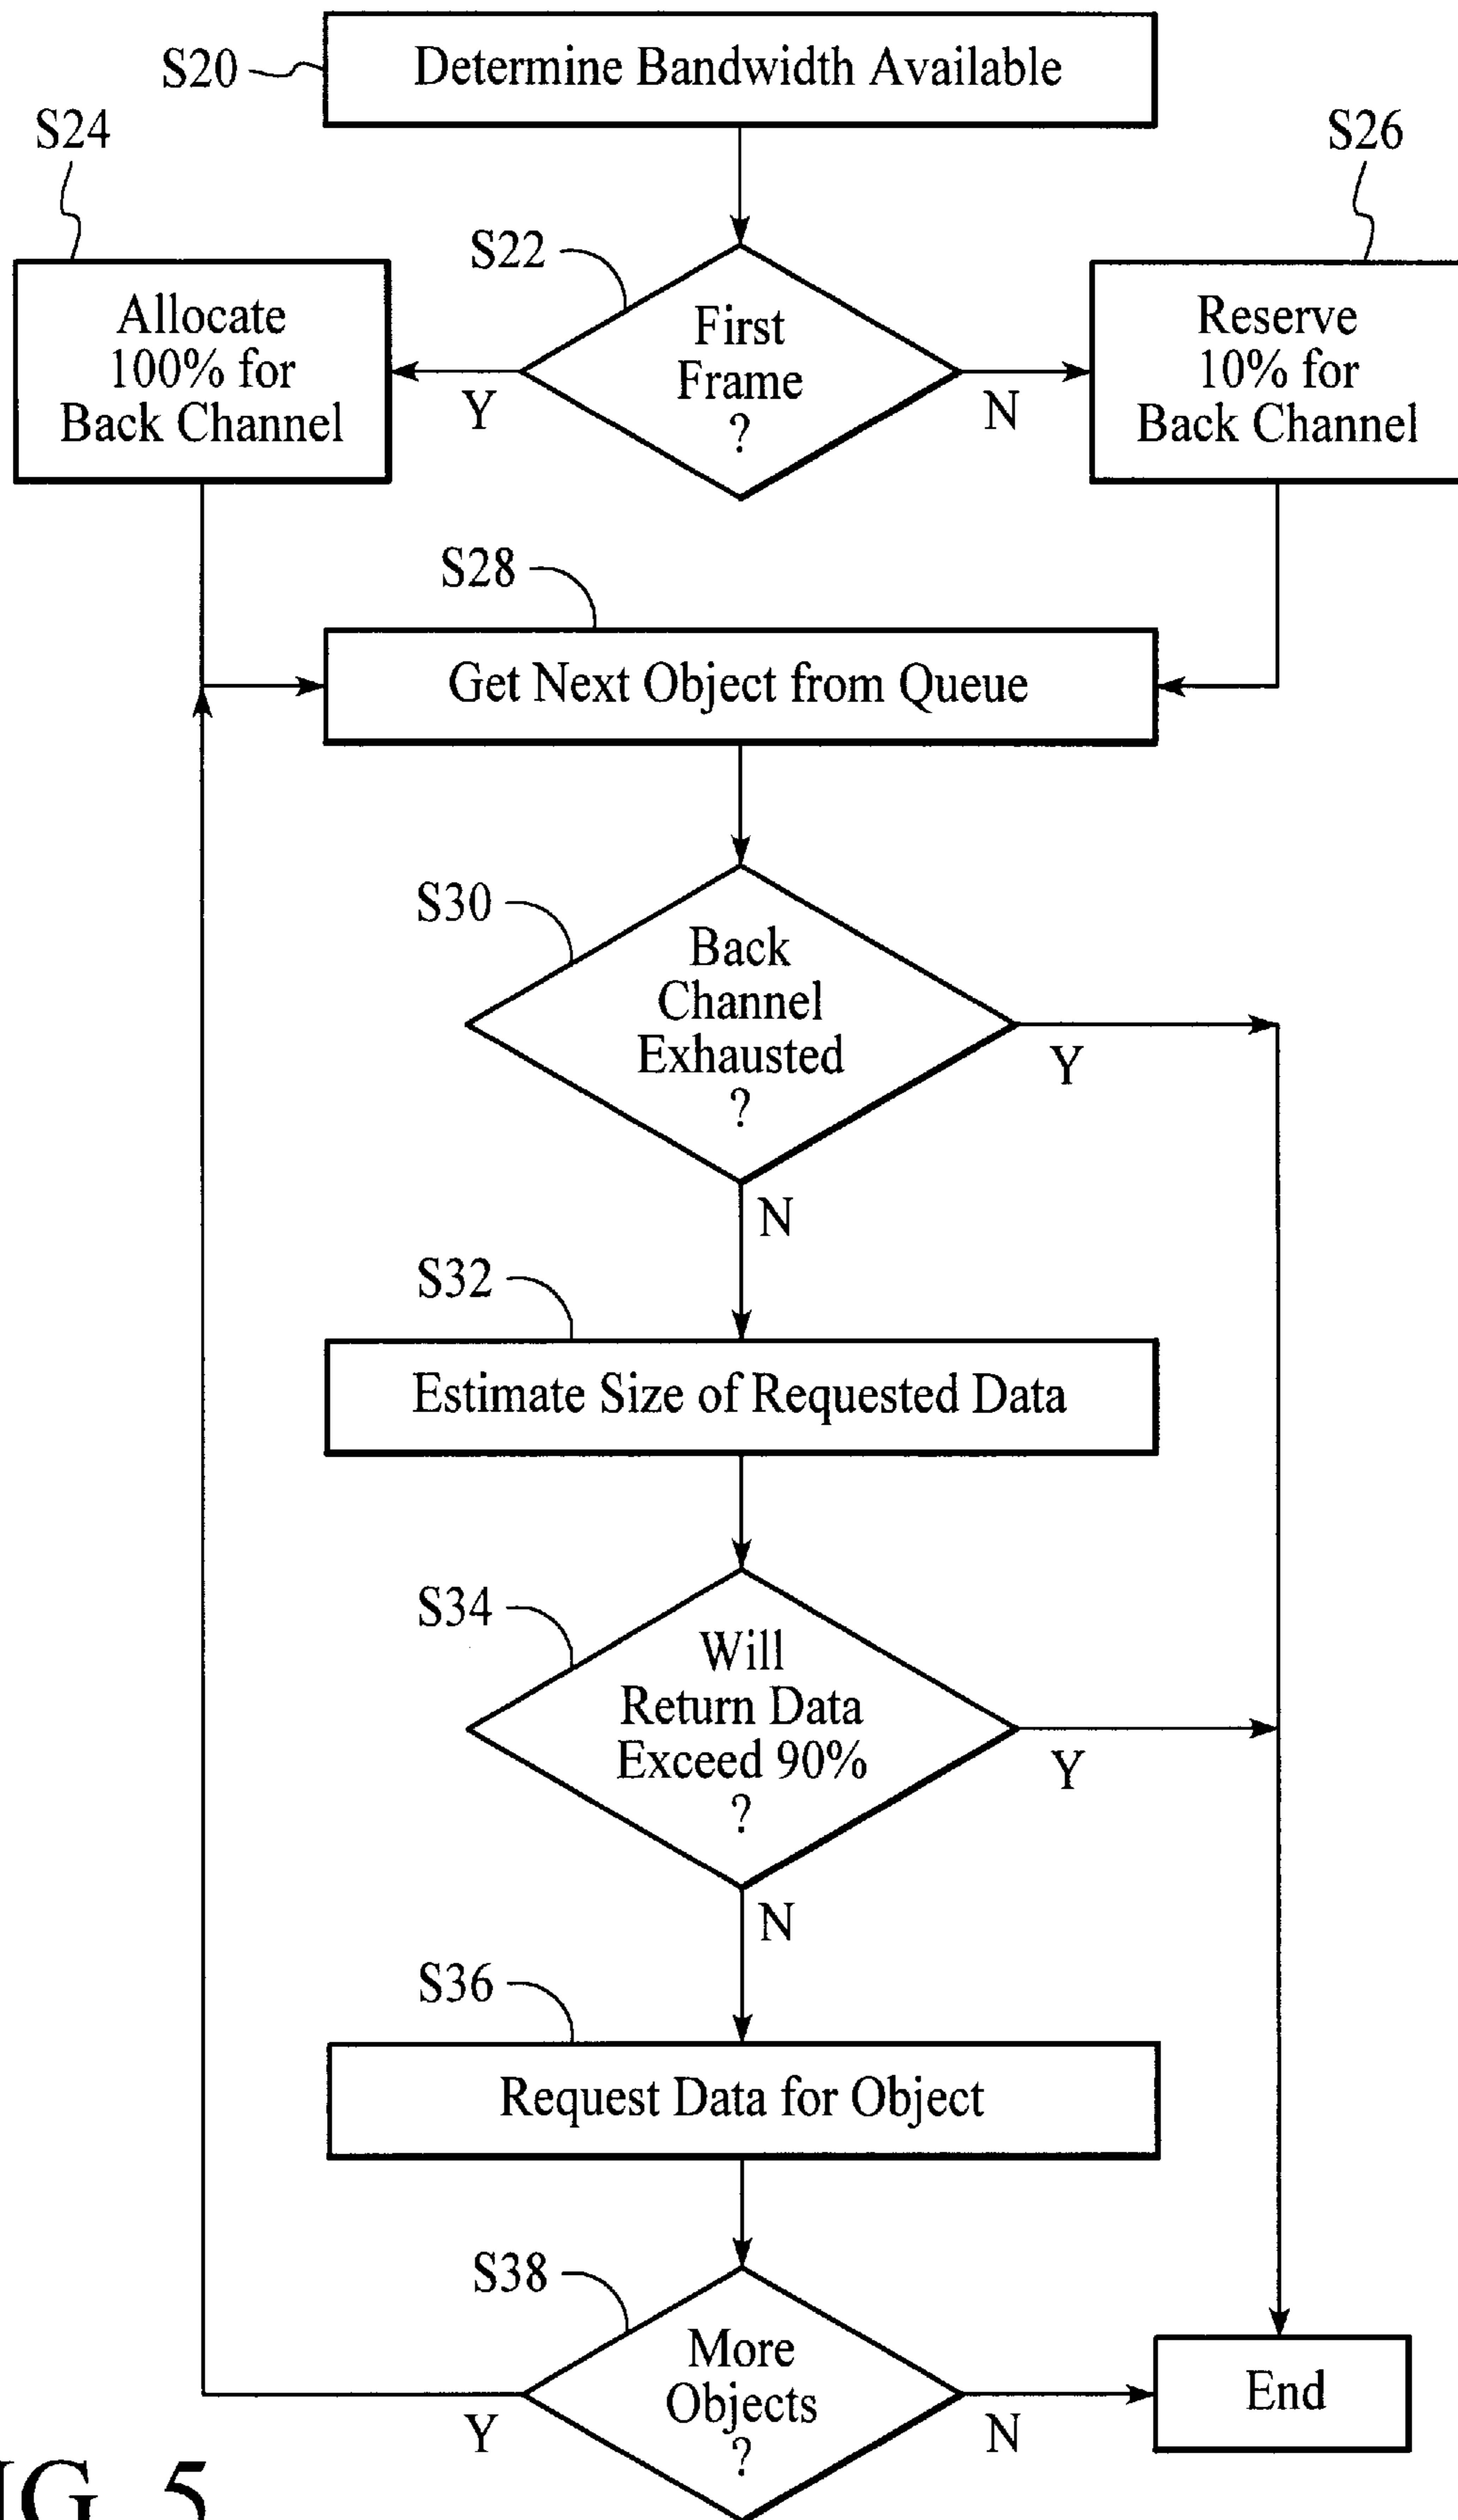 S20
Determine Bandwidth Available
S24
S26
S22
Allocate
100% for
Back Channel
First
Frame
?
Reserve
10% for
Back Channel
Y
N
S28
Get Next Object from Queue
S30
Back
Channel
Exhausted
?
Y
N
S32
Estimate Size of Requested Data
S34
Will
Return Data
Exceed 90%
?
Y
N
S36
Request Data for Object
S38
More
Objects
?
Y
N
End
G. 5